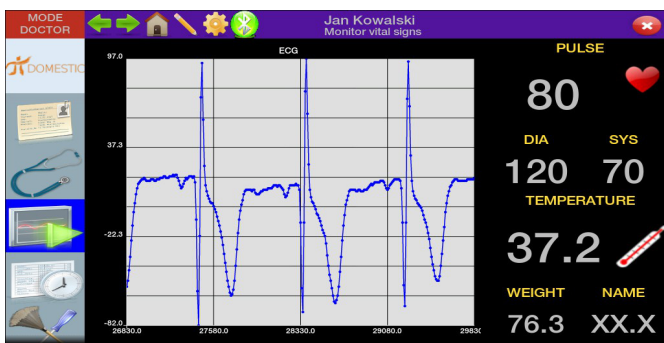 MODE
DOCTOR
Jan Kowalski
Monitor vital signs
DOMESTIC
ECG
97.0
37.3
-22.3
-82.0
26830.0 27580.0 28330.0 29080.0 2983
PULSE
80
DIA SYS
120 70
TEMPERATURE
37.2
WEIGHT NAME
76.3 XX.X